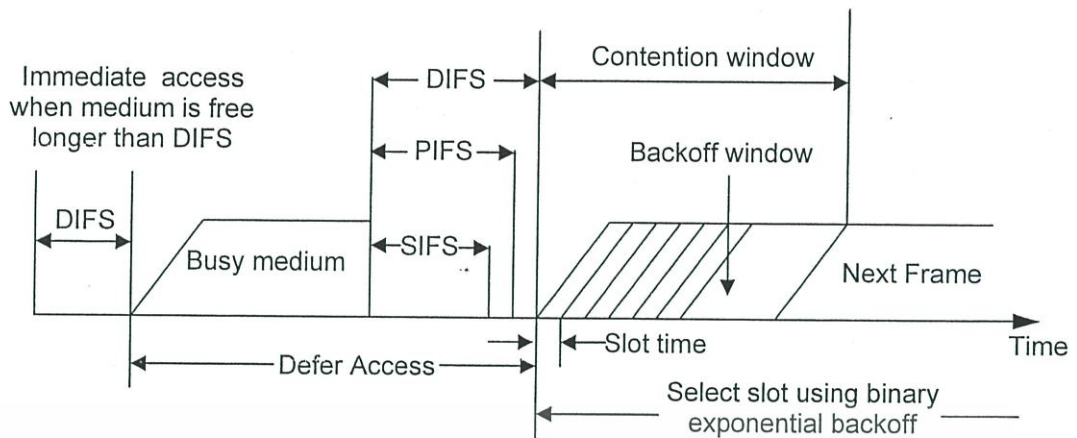 Immediate access
when medium is free
longer than DIFS
DIFS
Contention window
PIFS
Backoff window
DIFS
SIFS
Busy medium
Next Frame
Slot time
Time
Defer Access
Select slot using binary
exponential backoff